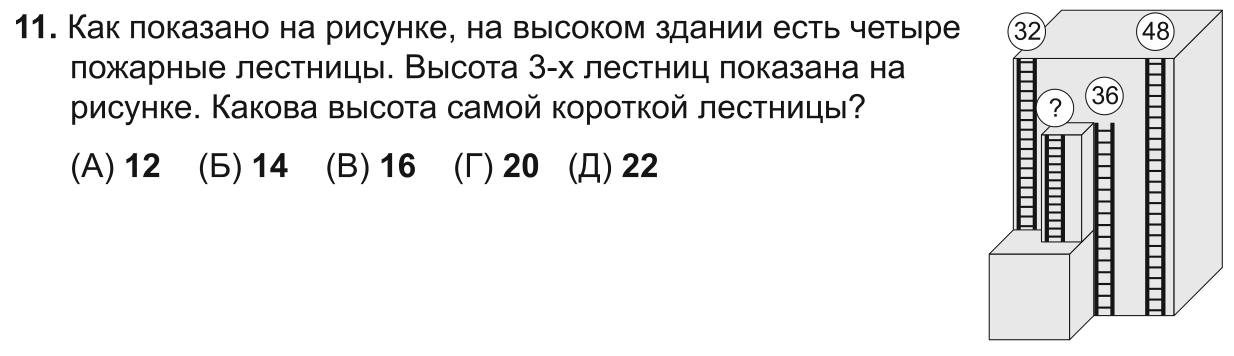 11. Как показано на рисунке, на высоком здании есть четыре
пожарные лестницы. Высота 3-х лестниц показана на
рисунке. Какова высота самой короткой лестницы?
(А) 12 (Б) 14 (В) 16 (Г) 20 (Д) 22
32
48
36
?